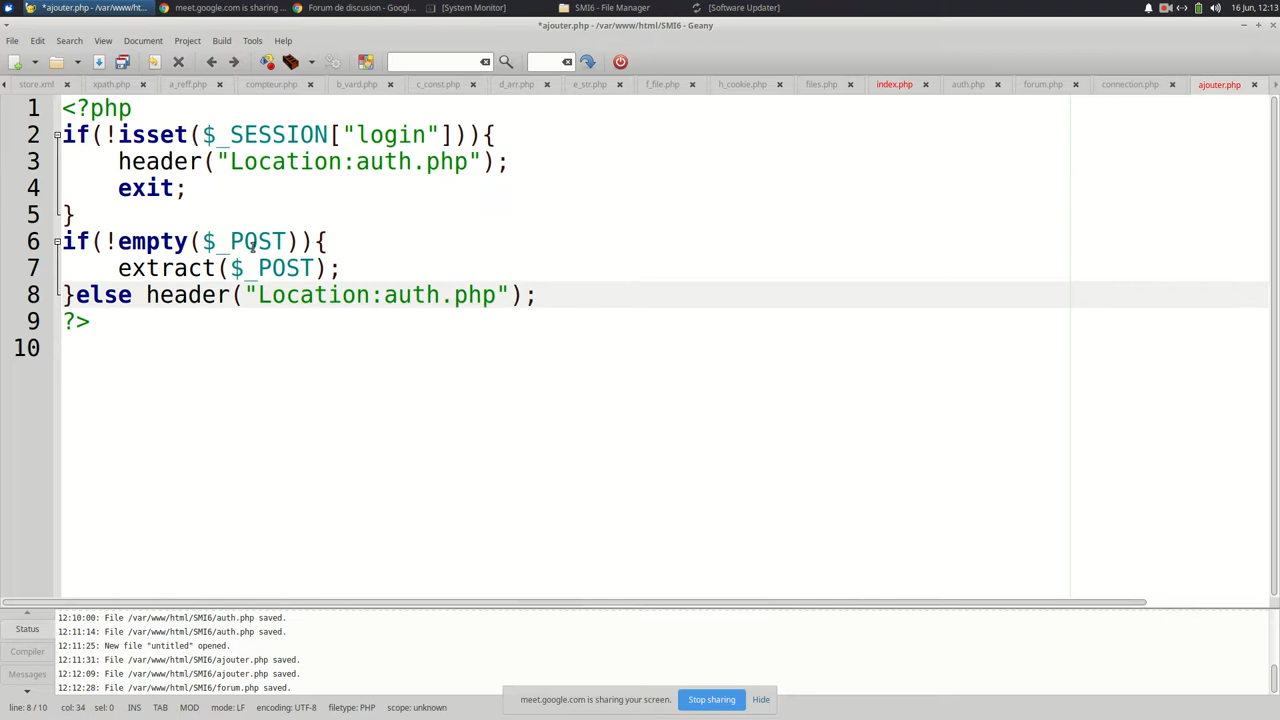 *ajouter.php - /var/www/ht...
meet.google.com is sharing ...
Forum de discusion - Googl...
[System Monitor]
SMI6 - File Manager
[Software Updater]
16 Jun, 12:13
*ajouter.php - /var/www/html/SMI6 - Geany
File Edit Search View Document Project Build Tools Help
store.xml xpath.php a_reff.php compteur.php b_vard.php c_const.php d_arr.php e_str.php f_file.php h_cookie.php files.php index.php auth.php forum.php connection.php ajouter.php
1 <?php
2 if(!isset($_SESSION["login"])){
3 header("Location:auth.php");
4 exit;
5 }
6 if(!empty($_POST)){
7 extract($_POST);
8 }else header("Location:auth.php");
9 ?>
10
Status
Compiler
Messages
12:10:00: File /var/www/html/SMI6/auth.php saved.
12:11:14: File /var/www/html/SMI6/auth.php saved.
12:11:25: New file "untitled" opened.
12:11:31: File /var/www/html/SMI6/ajouter.php saved.
12:12:09: File /var/www/html/SMI6/ajouter.php saved.
12:12:28: File /var/www/html/SMI6/forum.php saved.
meet.google.com is sharing your screen. Stop sharing Hide
col: 34 sel: 0 INS TAB MOD mode: LF encoding: UTF-8 filetype: PHP scope: unknown